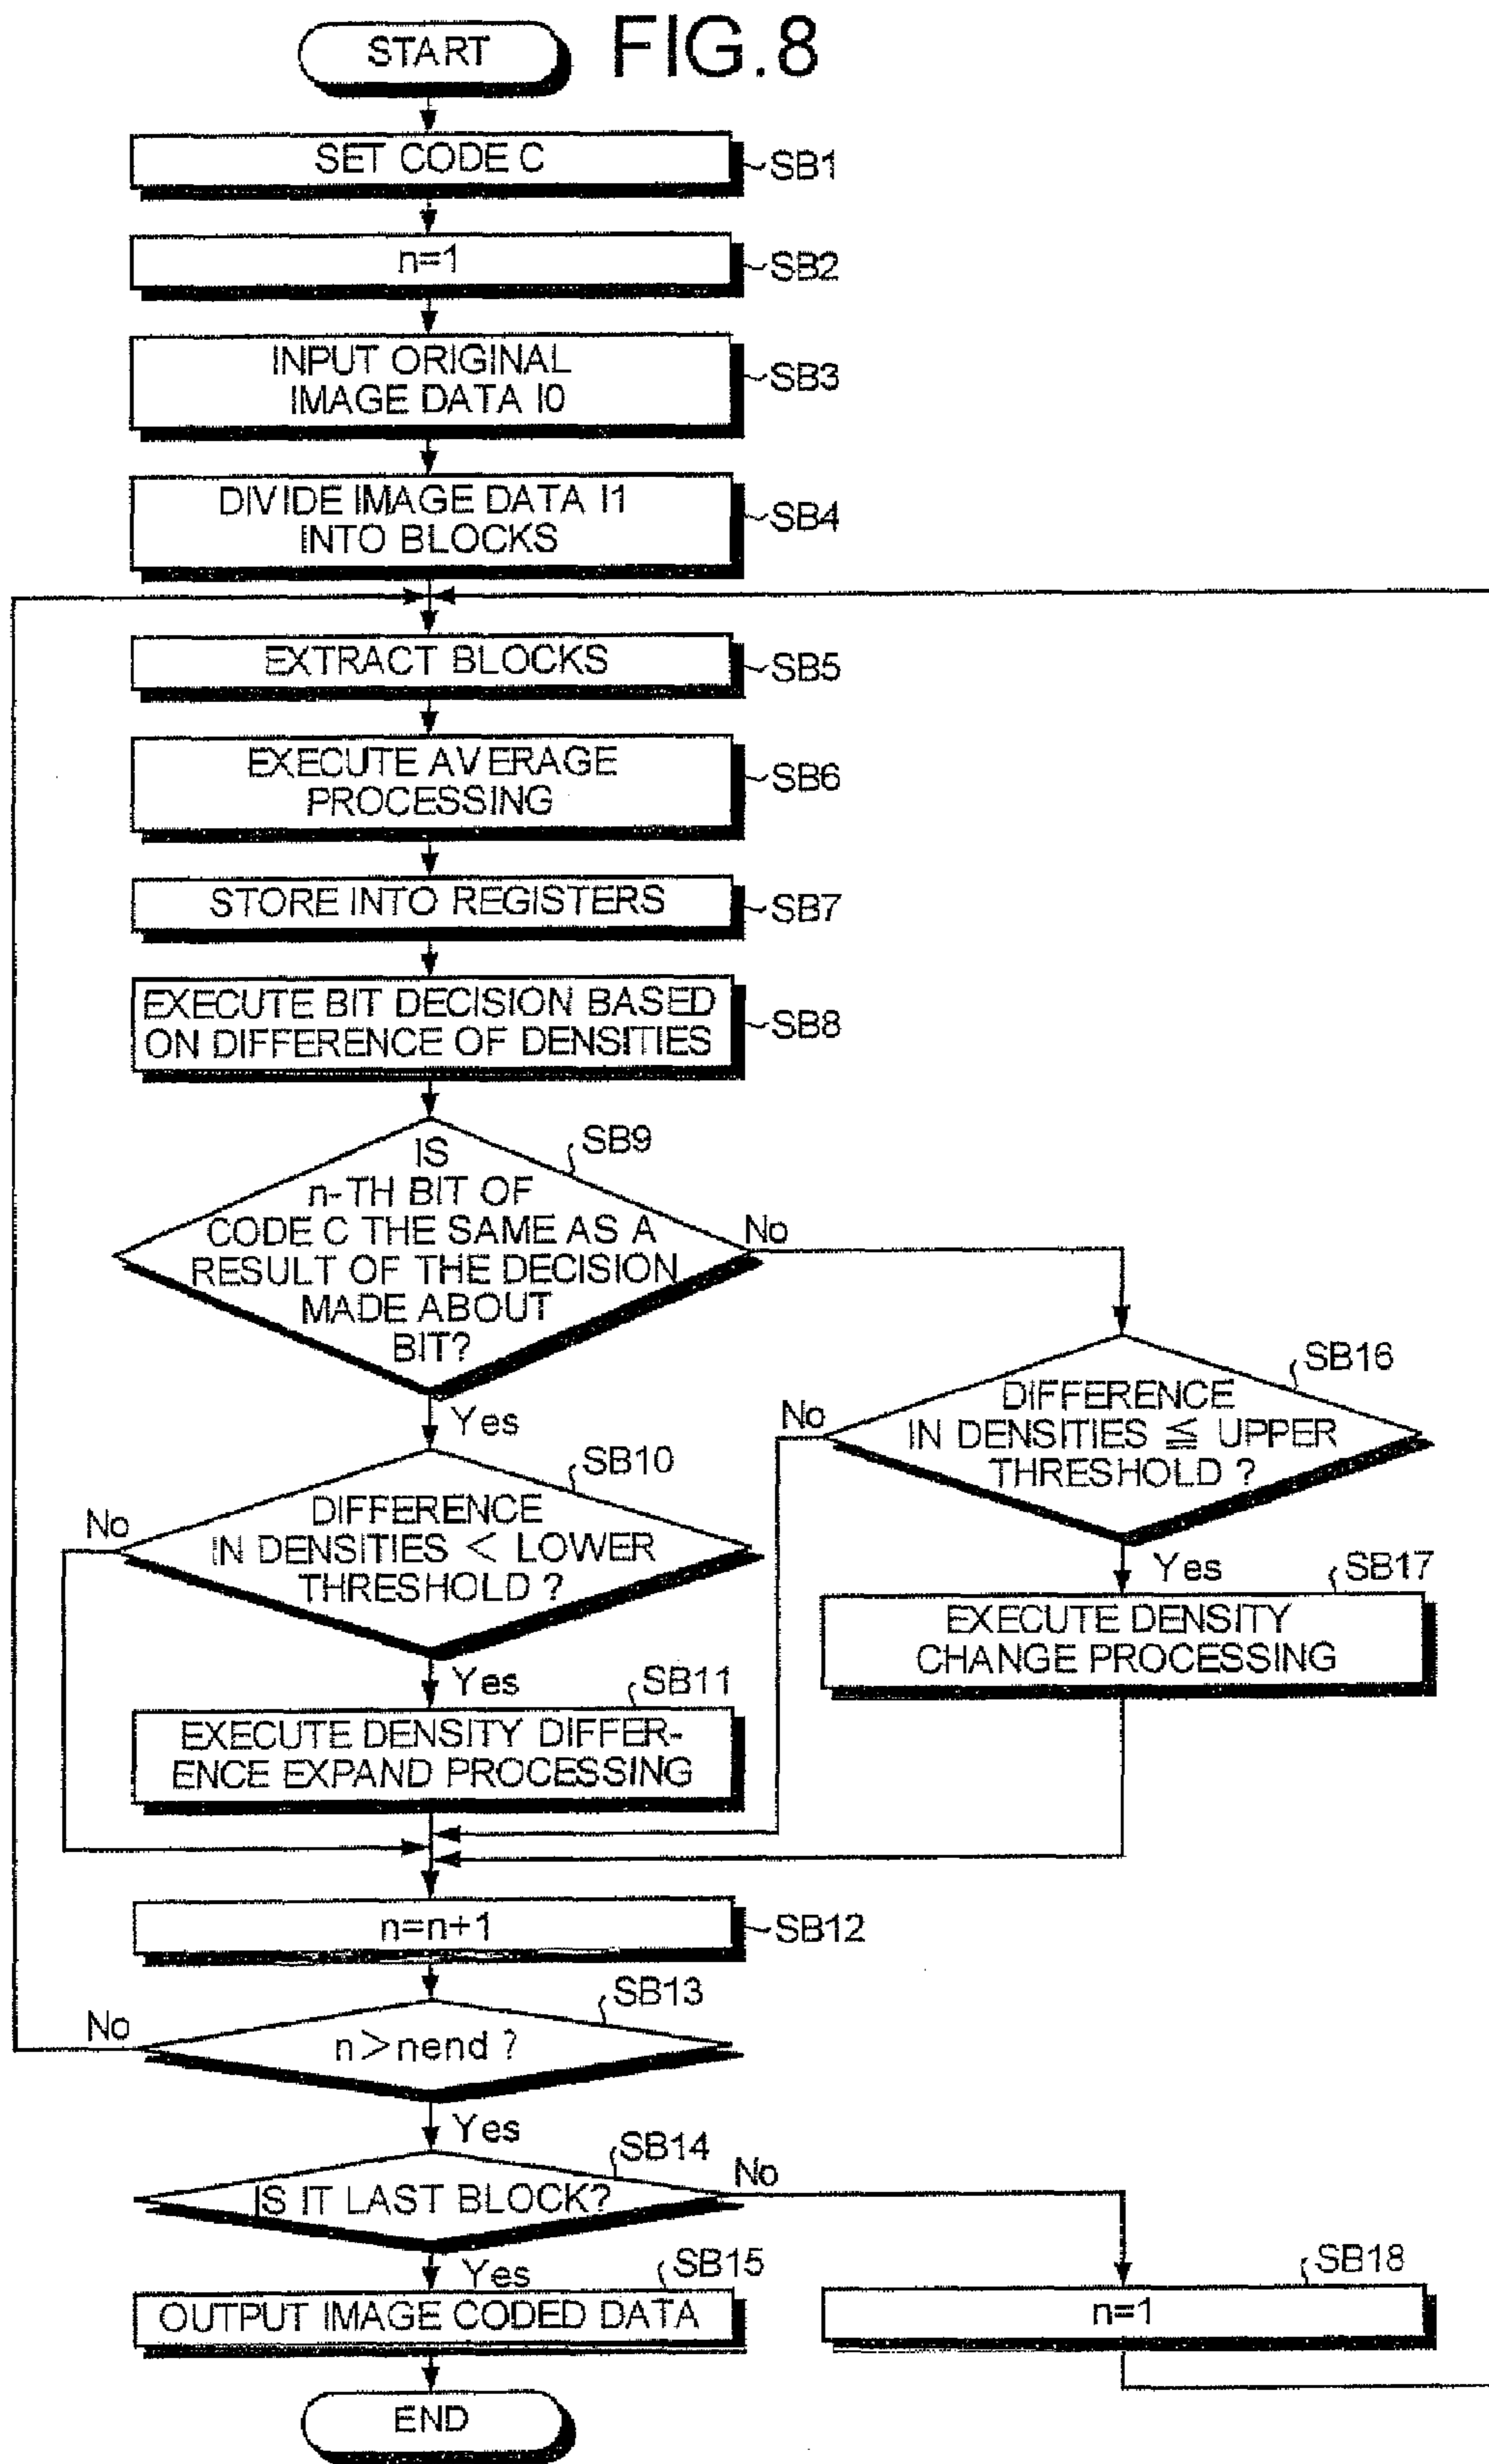 FIG.8
START
SET CODE C
SB1
n=1
SB2
INPUT ORIGINAL
IMAGE DATA I0
SB3
DIVIDE IMAGE DATA I1
INTO BLOCKS
SB4
EXTRACT BLOCKS
SB5
EXECUTE AVERAGE
PROCESSING
SB6
STORE INTO REGISTERS
SB7
EXECUTE BIT DECISION BASED
ON DIFFERENCE OF DENSITIES
SB8
SB9
IS
n-TH BIT OF
CODE C THE SAME AS A
RESULT OF THE DECISION
MADE ABOUT
BIT?
No
Yes
SB16
DIFFERENCE
IN DENSITIES ≦ UPPER
THRESHOLD ?
No
Yes
SB10
DIFFERENCE
IN DENSITIES < LOWER
THRESHOLD ?
No
Yes
SB17
EXECUTE DENSITY
CHANGE PROCESSING
SB11
EXECUTE DENSITY DIFFER-
ENCE EXPAND PROCESSING
n=n+1
SB12
SB13
n>nend ?
No
Yes
SB14
IS IT LAST BLOCK?
No
Yes
SB15
OUTPUT IMAGE CODED DATA
SB18
n=1
END